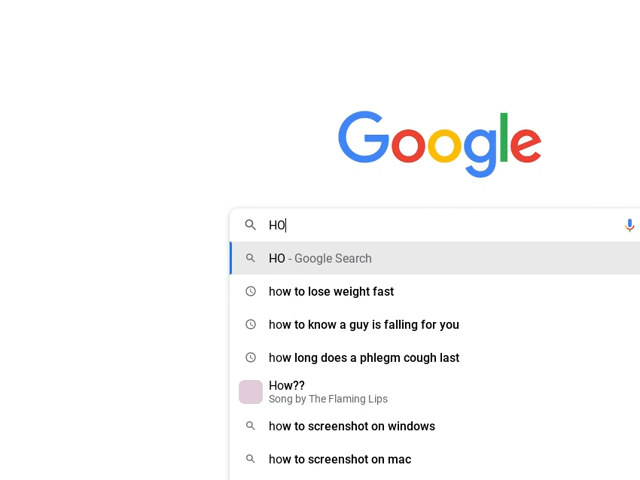 Google
HO
HO - Google Search
how to lose weight fast
how to know a guy is falling for you
how long does a phlegm cough last
How??
Song by The Flaming Lips
how to screenshot on windows
how to screenshot on mac